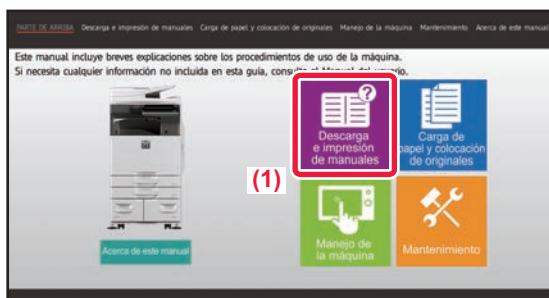 PARTE DE ARRIBA Descarga e impresión de manuales Carga de papel y colocación de originales Manejo de la máquina Mantenimiento Acerca de este manual
Este manual incluye breves explicaciones sobre los procedimientos de uso de la máquina.
Si necesita cualquier información no incluida en esta guía, consulte el Manual del usuario.
Descarga
e impresión
de manuales
Carga de
papel y colocación
de originales
(1)
Acerca de este manual
Manejo de
la máquina
Mantenimiento